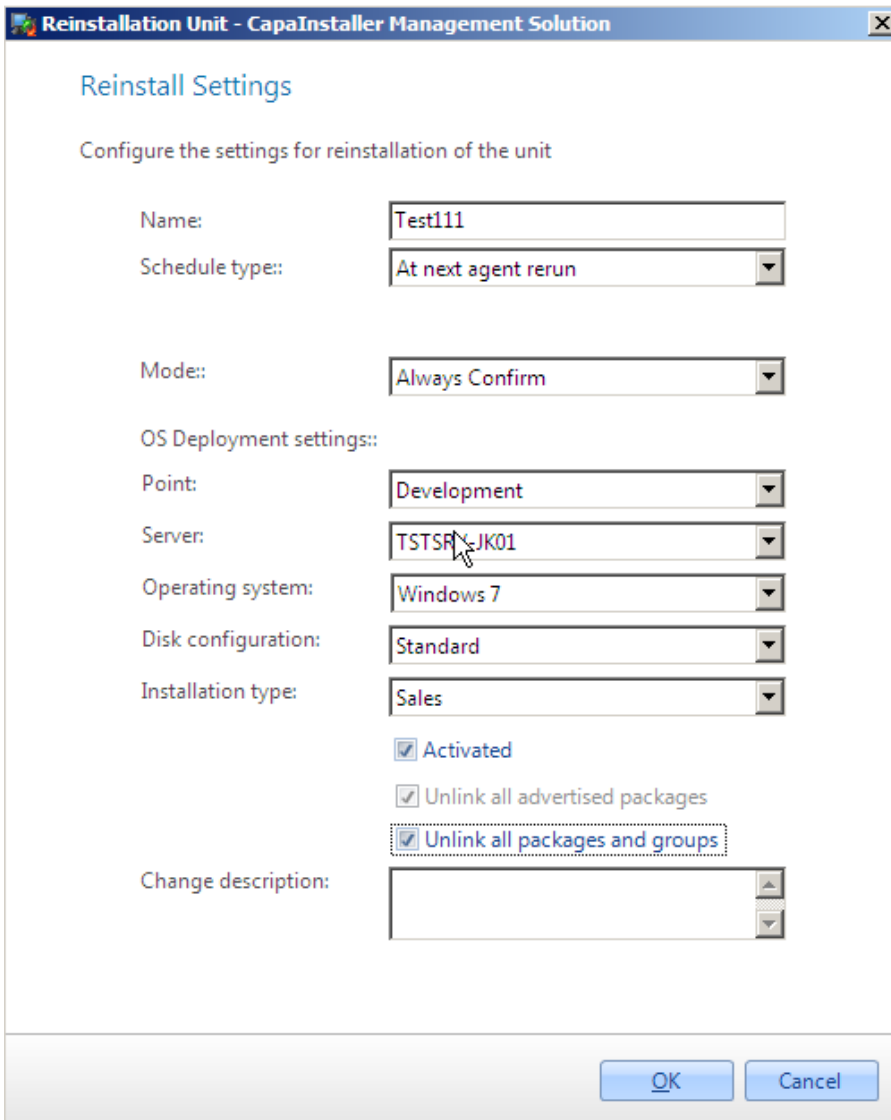 Reinstallation Unit - CapaInstaller Management Solution
Reinstall Settings
Configure the settings for reinstallation of the unit
Name: Test111
Schedule type:: At next agent rerun
Mode:: Always Confirm
OS Deployment settings::
Point: Development
Server: TSTSRV-JK01
Operating system: Windows 7
Disk configuration: Standard
Installation type: Sales
Activated
Unlink all advertised packages
Unlink all packages and groups
Change description:
OK Cancel